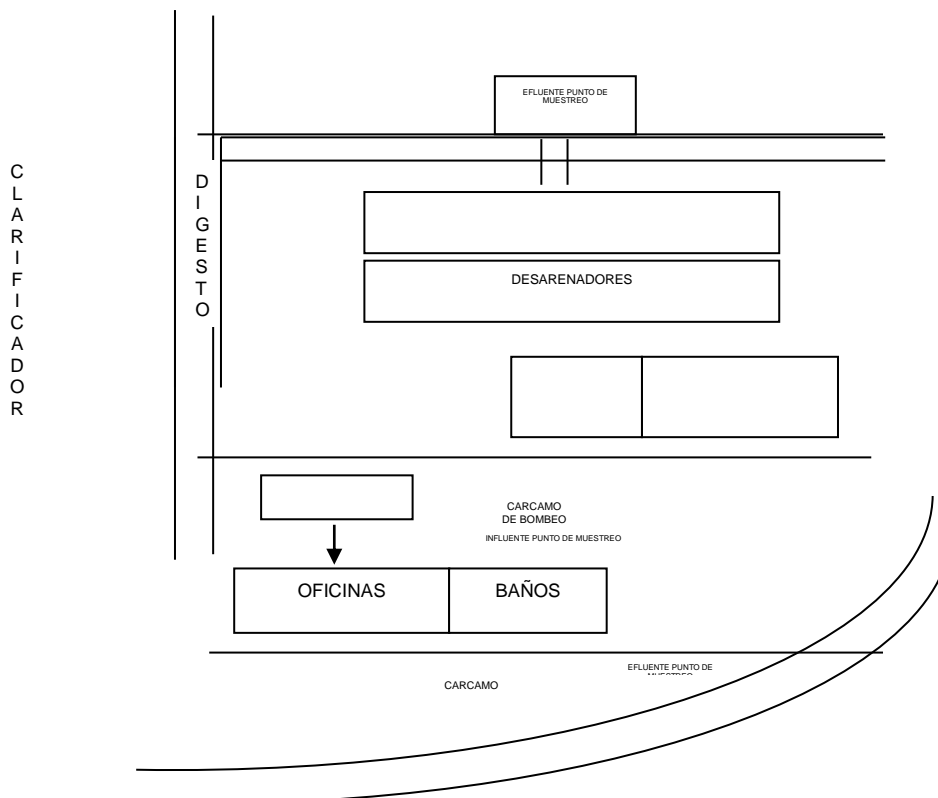 EFLUENTE PUNTO DE
MUESTREO
CLARIFICADOR
DIGESTO
DESARENADORES
CARCAMO
DE BOMBEO
INFLUENTE PUNTO DE MUESTREO
OFICINAS
BAÑOS
EFLUENTE PUNTO DE
MUESTREO
CARCAMO